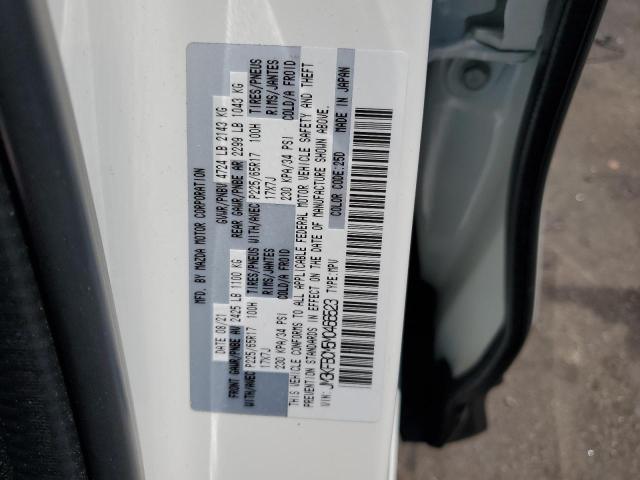 MFD. BY MAZDA MOTOR CORPORATION
DATE 08/21 GVWR/PNBV 4724 LB 2143 KG
FRONT GAWR/PNBE AV 2425 LB 1100 KG REAR GAWR/PNBE AR 2299 LB 1043 KG
WITH/AVEC TIRES/PNEUS RIMS/JANTES COLD/A FROID WITH/AVEC TIRES/PNEUS RIMS/JANTES COLD/A FROID
P225/65R17 100H 17X7J 230 KPA/34 PSI P225/65R17 100H 17X7J 230 KPA/34 PSI
THIS VEHICLE CONFORMS TO ALL APPLICABLE FEDERAL MOTOR VEHICLE SAFETY AND THEFT
PREVENTION STANDARDS IN EFFECT ON THE DATE OF MANUFACTURE SHOWN ABOVE.
VIN: TYPE:MPV COLOR CODE:25D MADE IN JAPAN